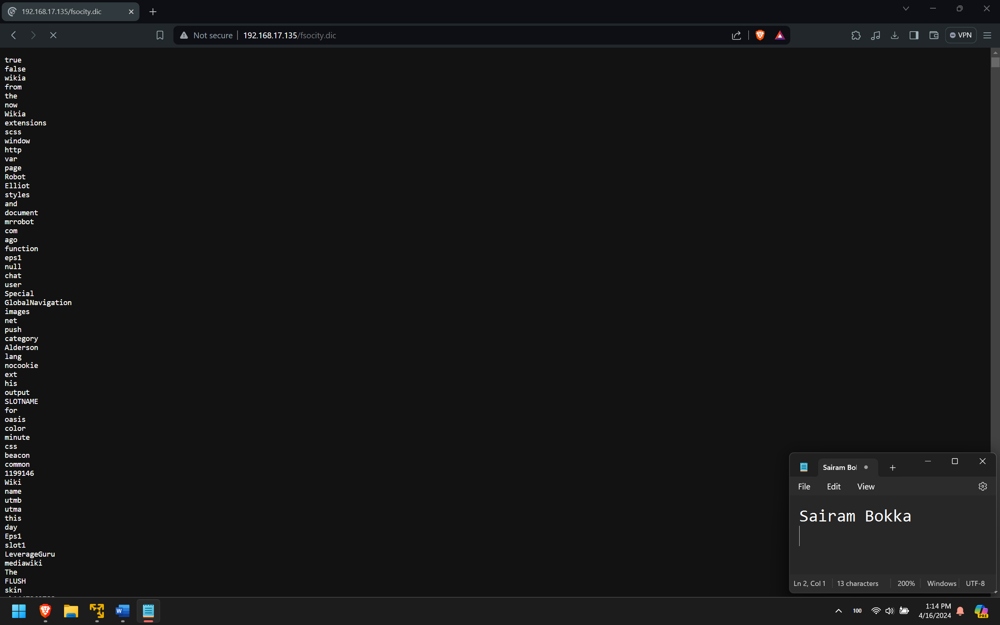 192.168.17.135/fsocity.dic
Not secure
192.168.17.135/fsocity.dic
VPN
true
false
wikia
from
the
now
Wikia
extensions
scss
window
http
var
page
Robot
Elliot
styles
and
document
mrrobot
com
ago
function
eps1
null
chat
user
Special
GlobalNavigation
images
net
push
category
Alderson
lang
nocookie
ext
his
output
SLOTNAME
for
oasis
color
minute
css
beacon
common
1199146
Wiki
name
utmb
utma
this
day
Eps1
slot1
LeverageGuru
mediawiki
The
FLUSH
skin
Sairam Bo
File Edit View
Sairam Bokka
Ln 2, Col 1 13 characters 200% Windows UTF-8
W
100
1:14 PM
4/16/2024
PRE